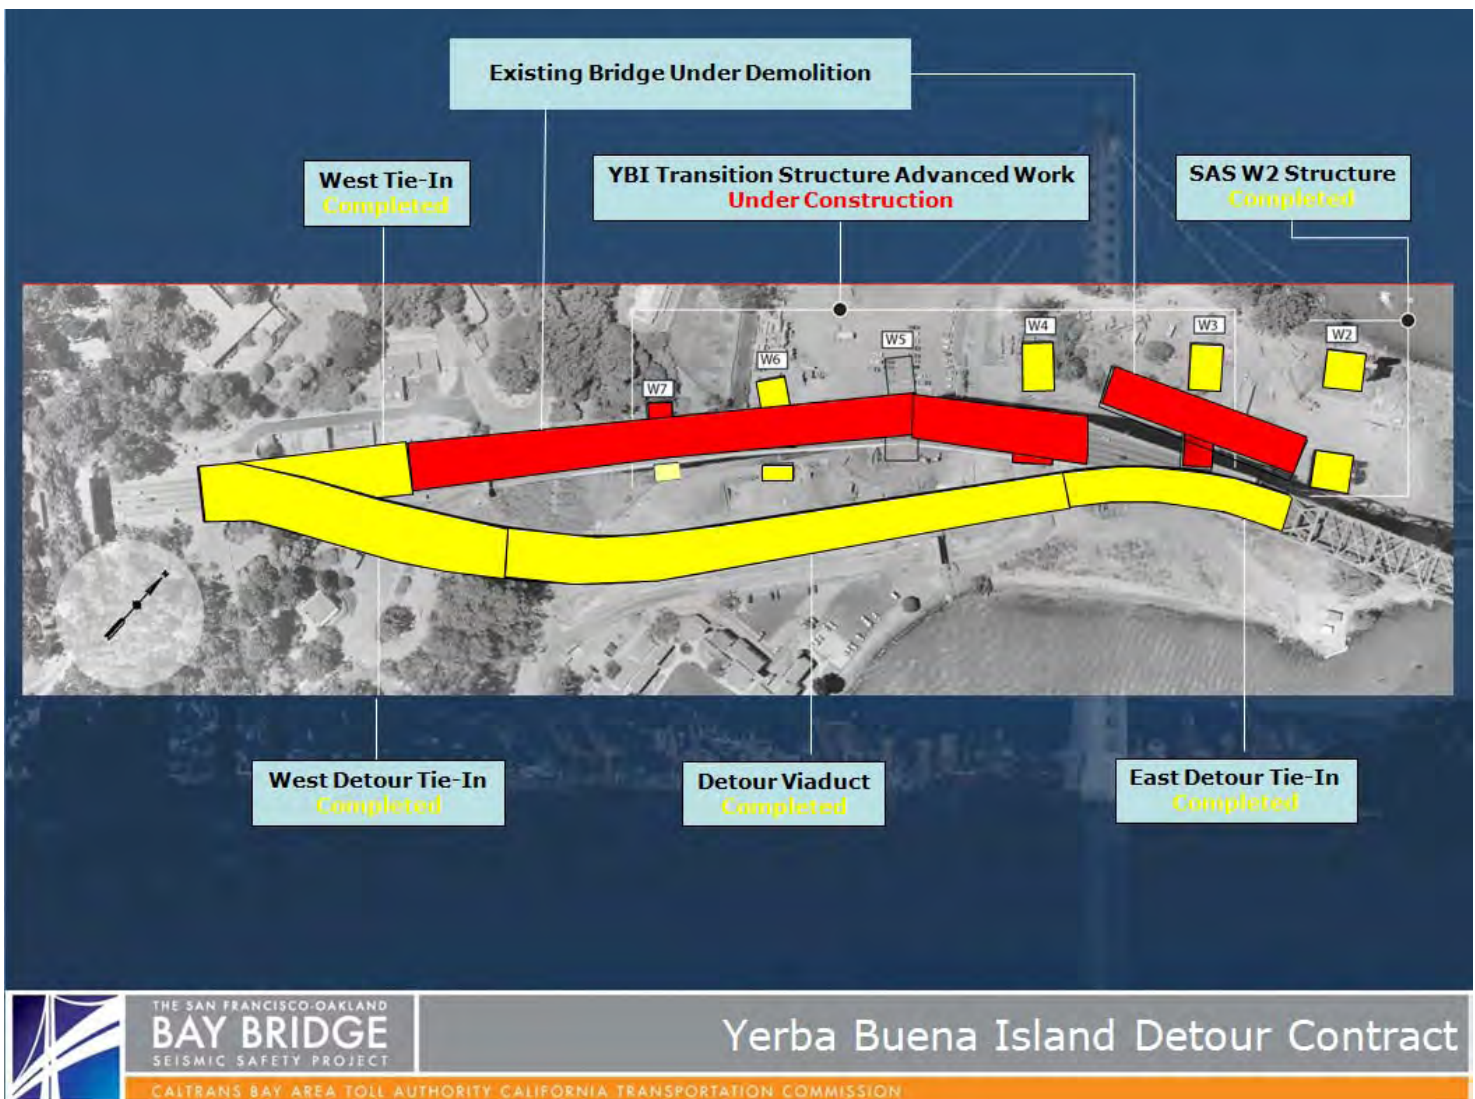 Existing Bridge Under Demolition
West Tie-In
Completed
YBI Transition Structure Advanced Work
Under Construction
SAS W2 Structure
Completed
W7
W6
W5
W4
W3
W2
West Detour Tie-In
Completed
Detour Viaduct
Completed
East Detour Tie-In
Completed
THE SAN FRANCISCO-OAKLAND
BAY BRIDGE
SEISMIC SAFETY PROJECT
Yerba Buena Island Detour Contract
CALTRANS BAY AREA TOLL AUTHORITY CALIFORNIA TRANSPORTATION COMMISSION